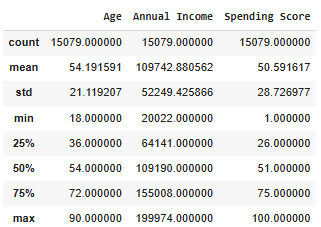 Age Annual Income Spending Score
count 15079.000000 15079.000000 15079.000000
mean 54.191591 109742.880562 50.591617
std 21.119207 52249.425866 28.726977
min 18.000000 20022.000000 1.000000
25% 36.000000 64141.000000 26.000000
50% 54.000000 109190.000000 51.000000
75% 72.000000 155008.000000 75.000000
max 90.000000 199974.000000 100.000000